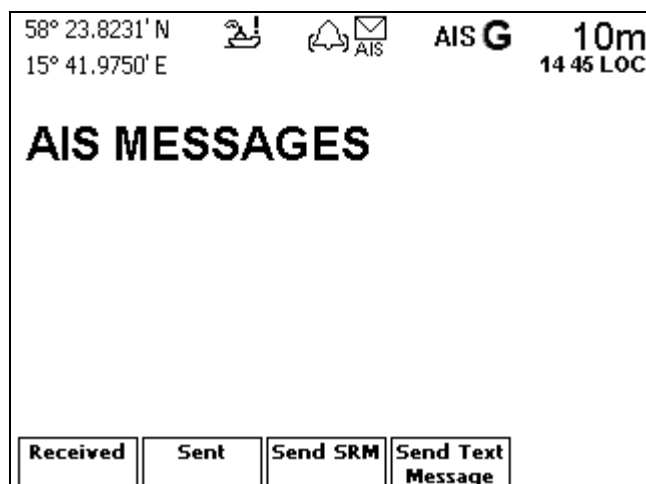 58° 23.8231' N AIS AIS G 10m
15° 41.9750' E 14 45 LOC
AIS MESSAGES
Received Sent Send SRM Send Text Message